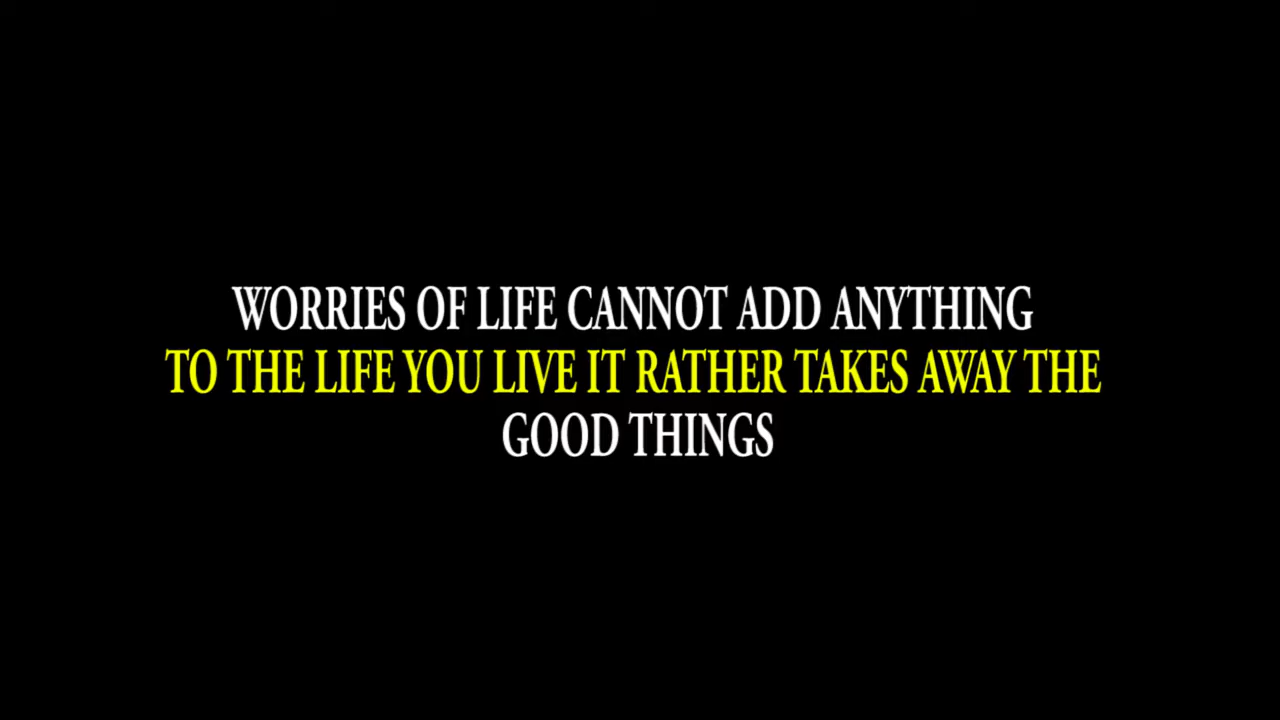 WORRIES OF LIFE CANNOT ADD ANYTHING
TO THE LIFE YOU LIVE IT RATHER TAKES AWAY THE
GOOD THINGS